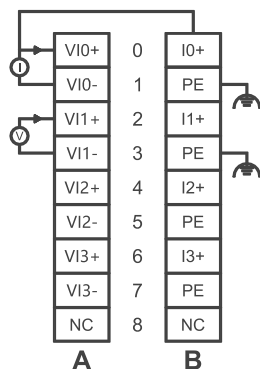 VI0+ 0 I0+
I
VI0- 1 PE
VI1+ 2 I1+
V
VI1- 3 PE
VI2+ 4 I2+
VI2- 5 PE
VI3+ 6 I3+
VI3- 7 PE
NC 8 NC
A B